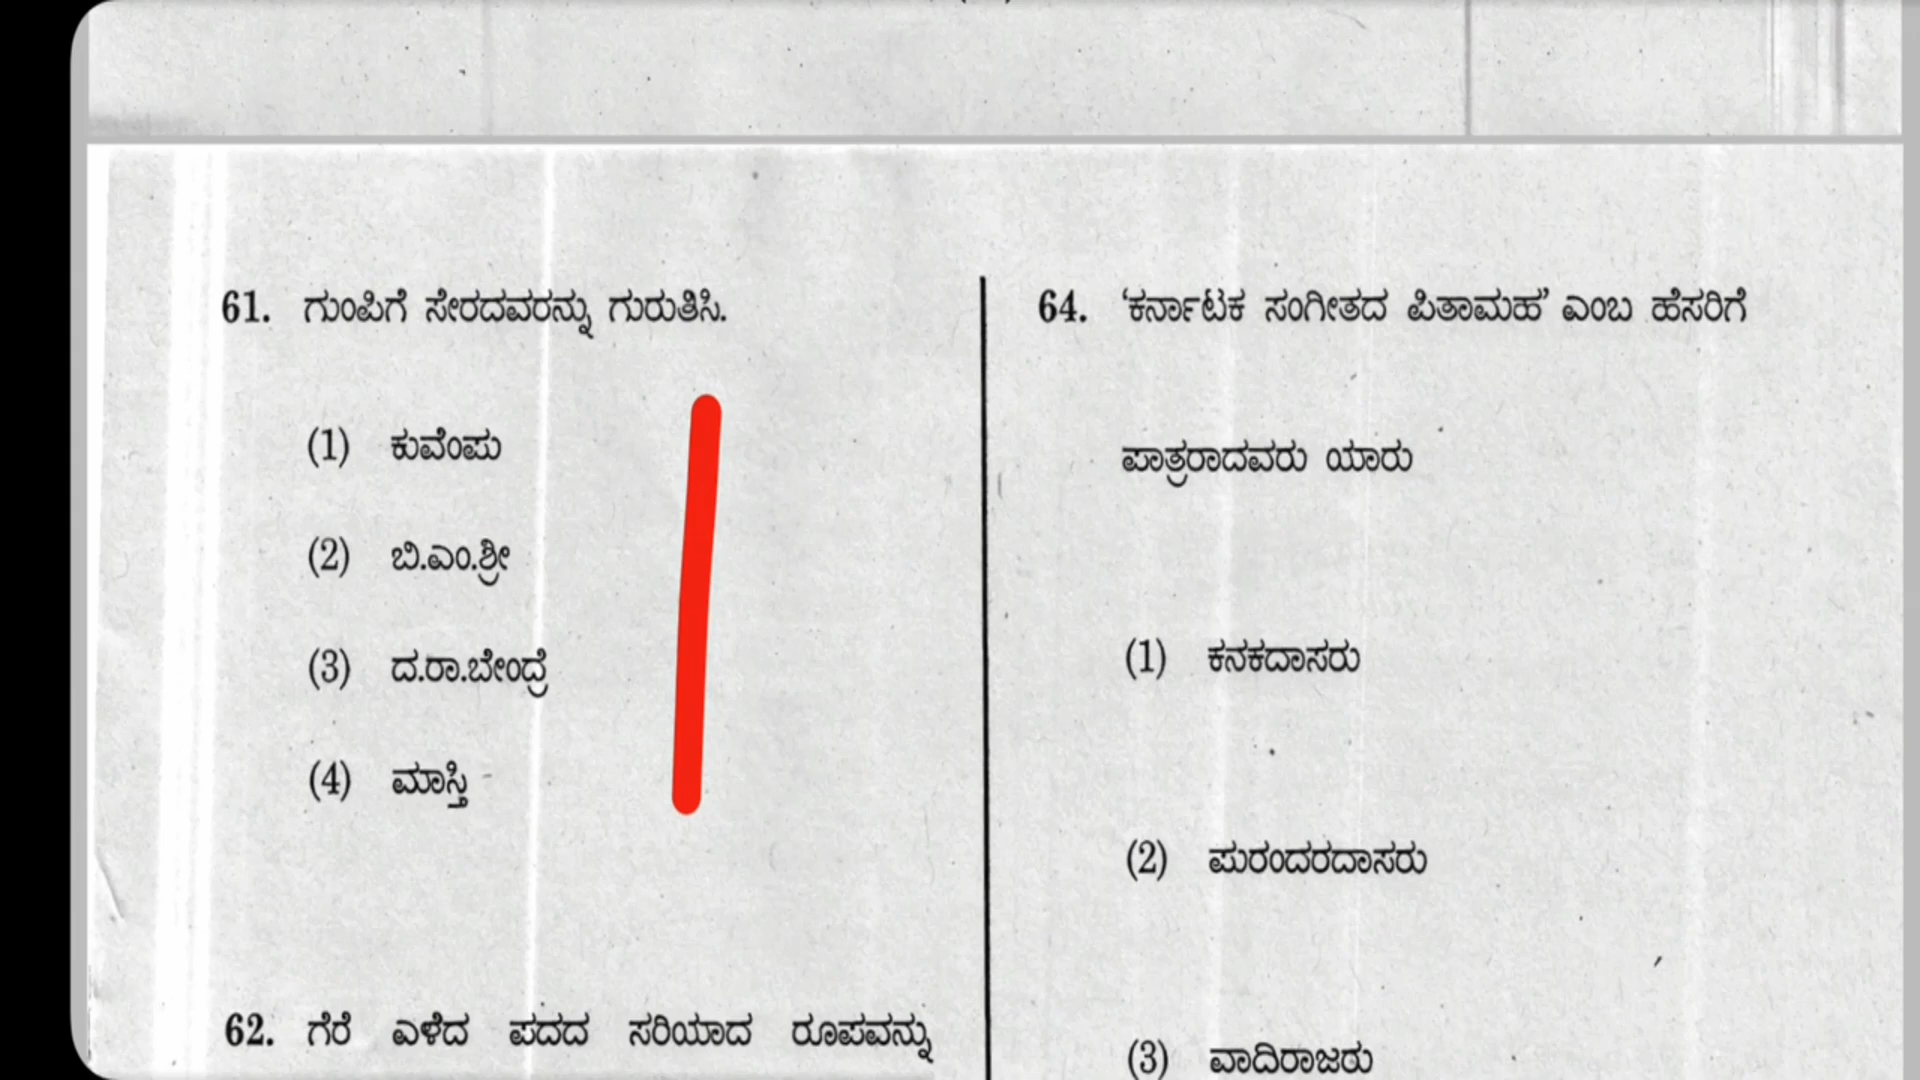 61. ಗುಂಪಿಗೆ ಸೇರದವರನ್ನು ಗುರುತಿಸಿ.
(1) ಕುವೆಂಪು
(2) ಬಿ.ಎಂ.ಶ್ರೀ
(3) ದ.ರಾ.ಬೇಂದ್ರೆ
(4) ಮಾಸ್ತಿ
62. ಗೆರೆ ಎಳೆದ ಪದದ ಸರಿಯಾದ ರೂಪವನ್ನು
64. ‘ಕರ್ನಾಟಕ ಸಂಗೀತದ ಪಿತಾಮಹ’ ಎಂಬ ಹೆಸರಿಗೆ
ಪಾತ್ರರಾದವರು ಯಾರು
(1) ಕನಕದಾಸರು
(2) ಪುರಂದರದಾಸರು
(3) ವಾದಿರಾಜರು